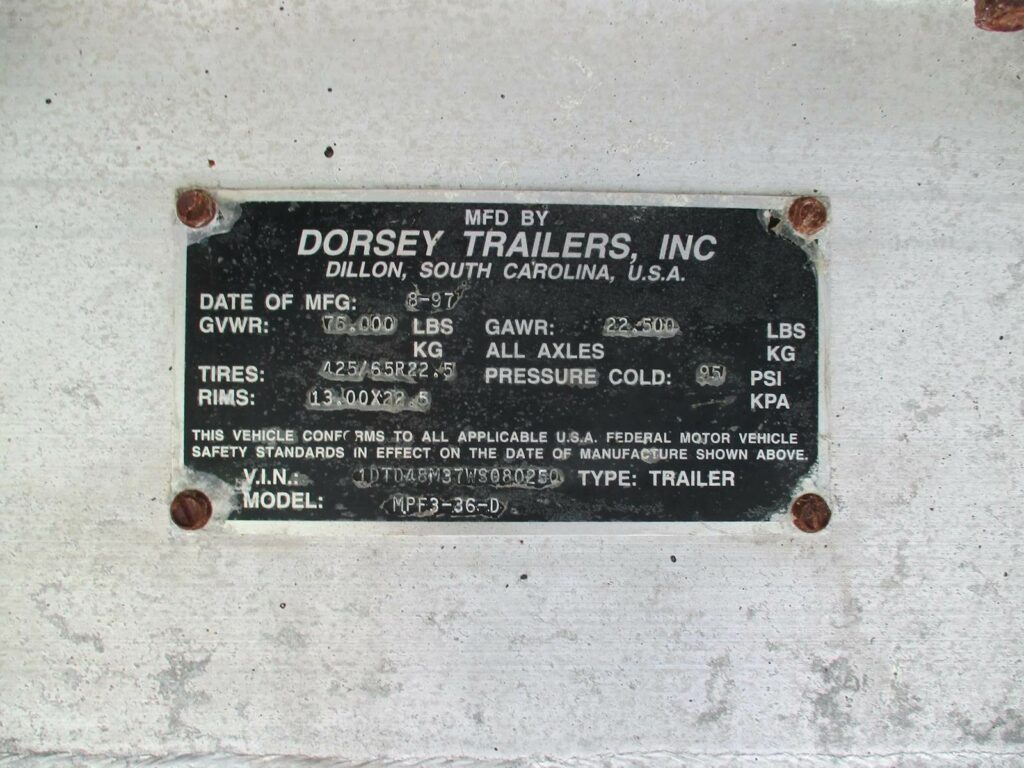 MFD BY
DORSEY TRAILERS, INC
DILLON, SOUTH CAROLINA, U.S.A.
DATE OF MFG: 8-97
GVWR: 75.000 LBS GAWR: 22.500 LBS
KG ALL AXLES KG
TIRES: 425/65R22.5 PRESSURE COLD: 95 PSI
RIMS: 13.00X22.5 KPA
THIS VEHICLE CONFORMS TO ALL APPLICABLE U.S.A. FEDERAL MOTOR VEHICLE
SAFETY STANDARDS IN EFFECT ON THE DATE OF MANUFACTURE SHOWN ABOVE.
V.I.N.: TYPE: TRAILER
MODEL: MPF3-36-D